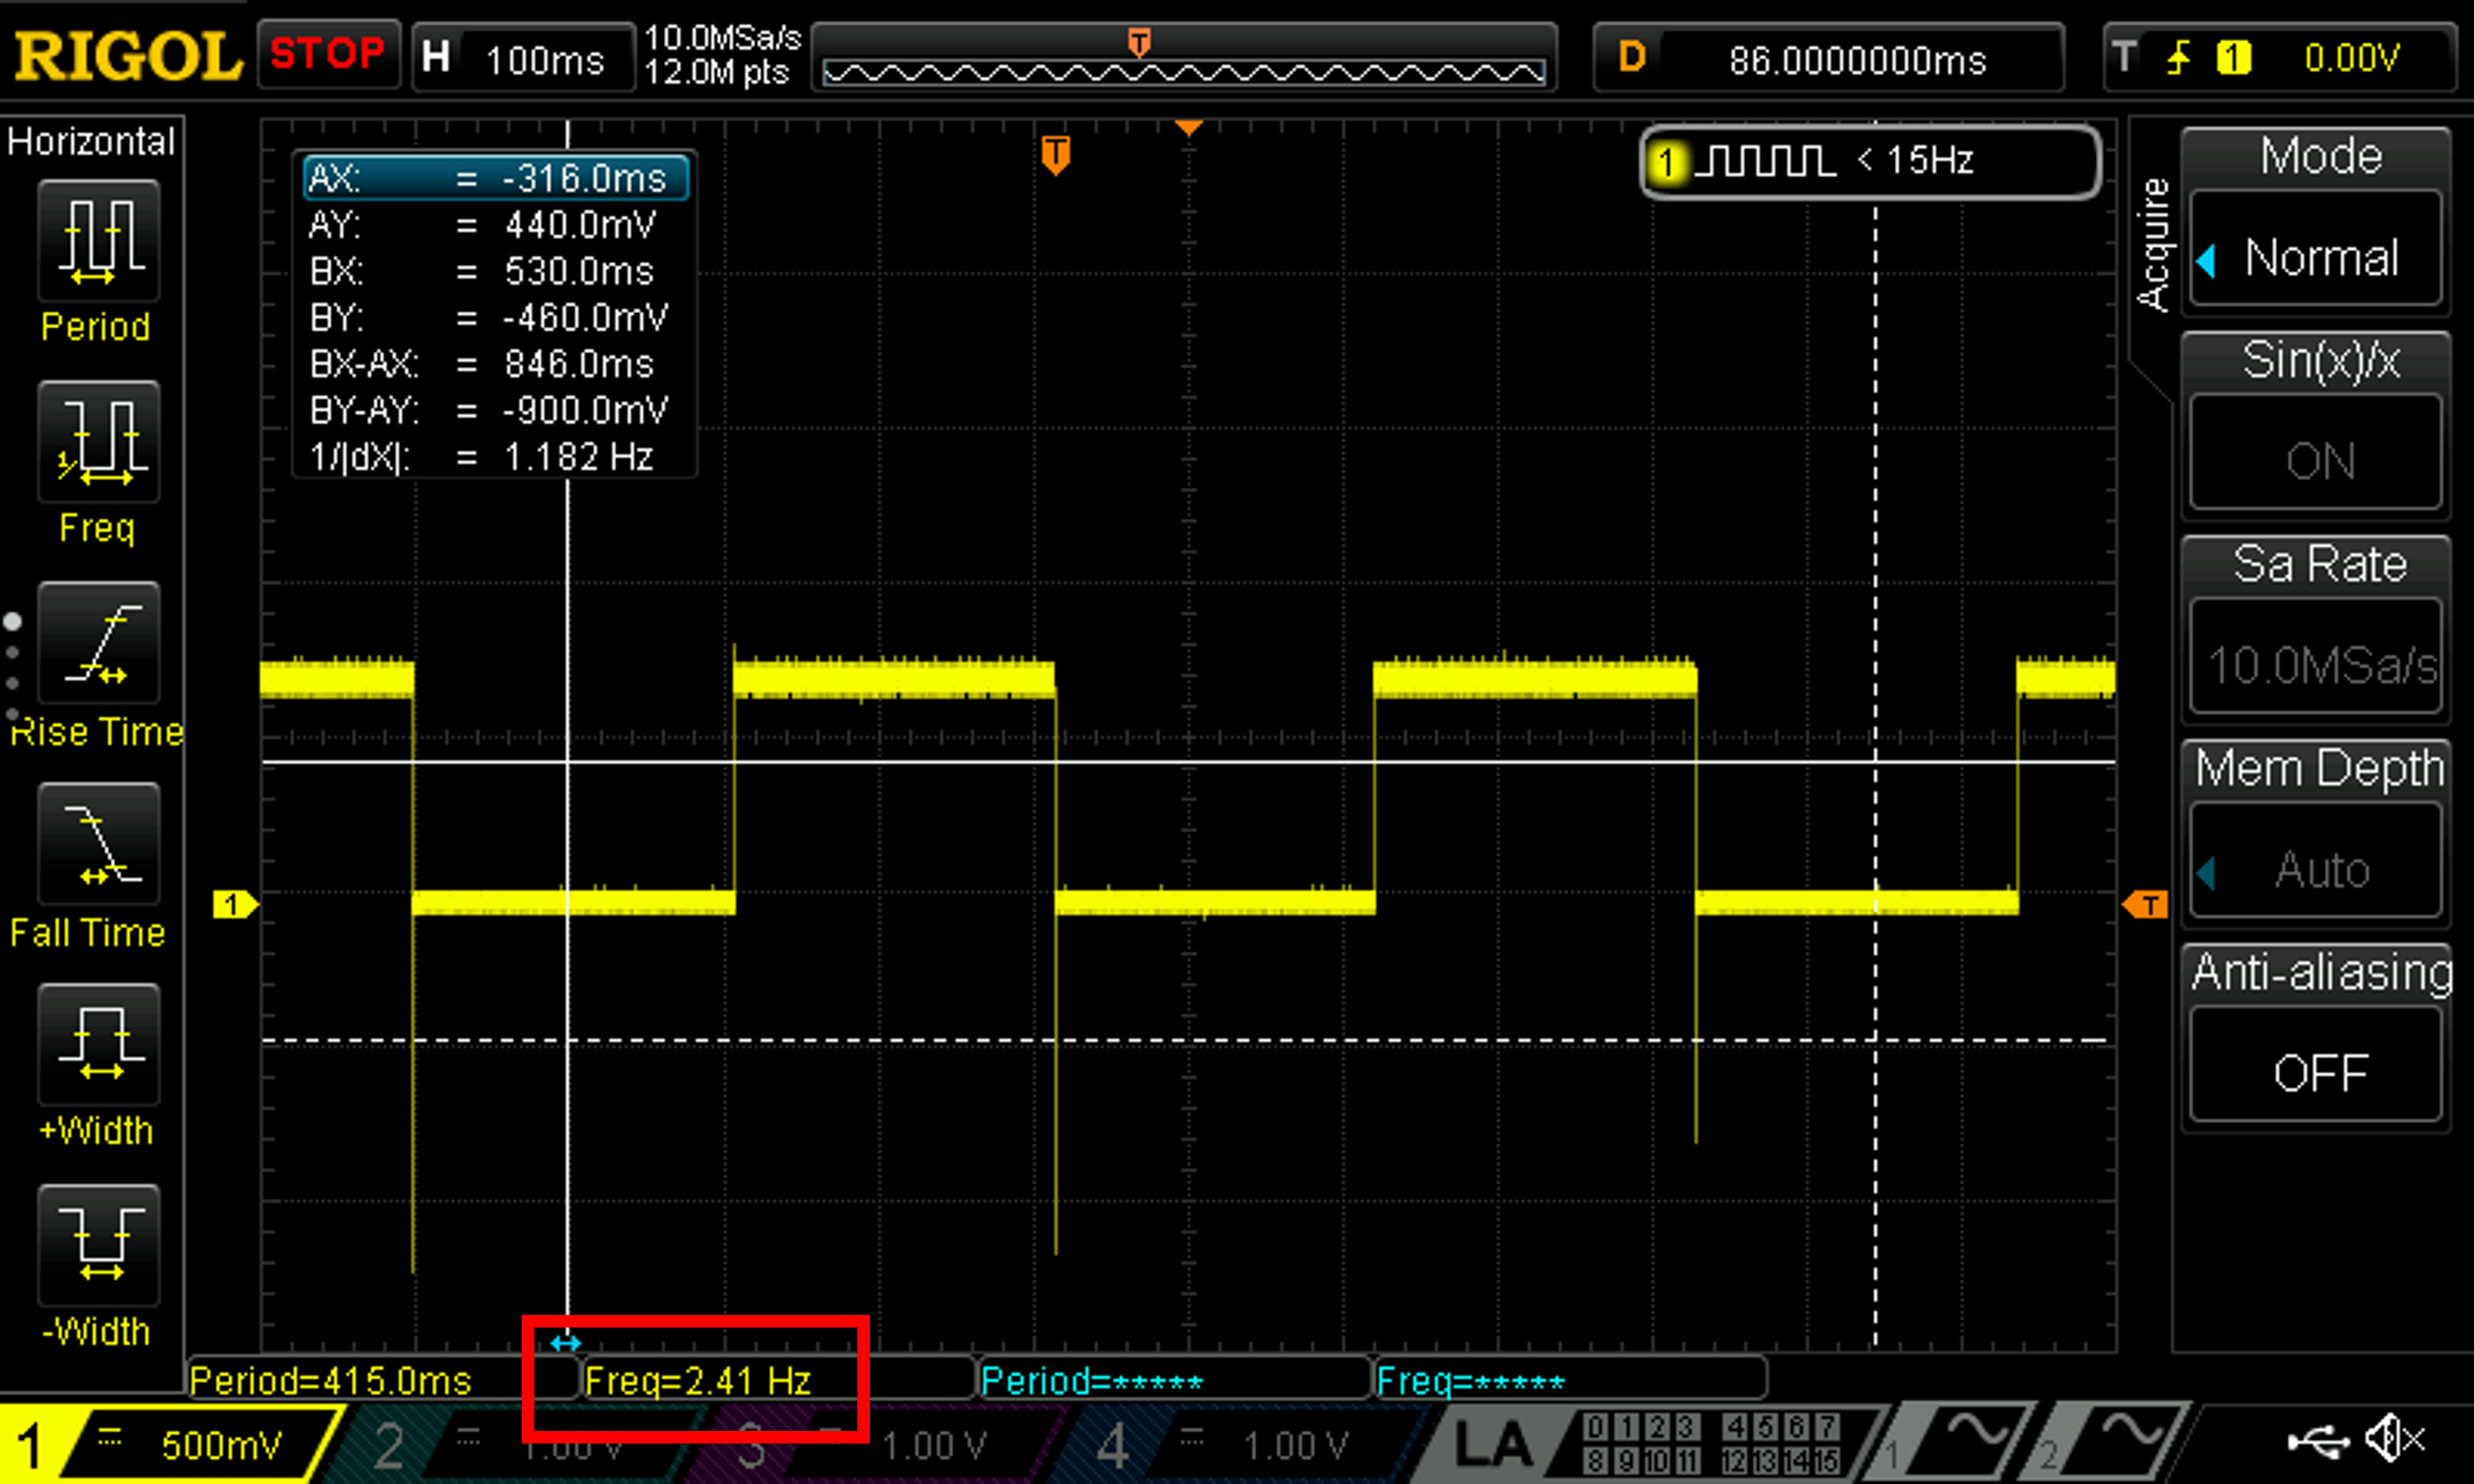 RIGOL STOP H 100ms 10.0MSa/s D 86.0000000ms T 1 0.00V
12.0M pts
T
Horizontal
Period
Freq
Rise Time
Fall Time
+Width
-Width
AX: = -316.0ms
AY: = 440.0mV
BX: = 530.0ms
BY: = -460.0mV
BX-AX: = 846.0ms
BY-AY: = -900.0mV
1/|dX|: = 1.182 Hz
T
1 < 15Hz
1
T
Acquire
Mode
Normal
Sin(x)/x
ON
Sa Rate
10.0MSa/s
Mem Depth
Auto
Anti-aliasing
OFF
Period=415.0ms Freq=2.41 Hz Period=***** Freq=*****
1 500mV 2 1.00 V 3 1.00 V 4 1.00 V LA 0 1 2 3 4 5 6 7 1 2
8 9 10 11 12 13 14 15